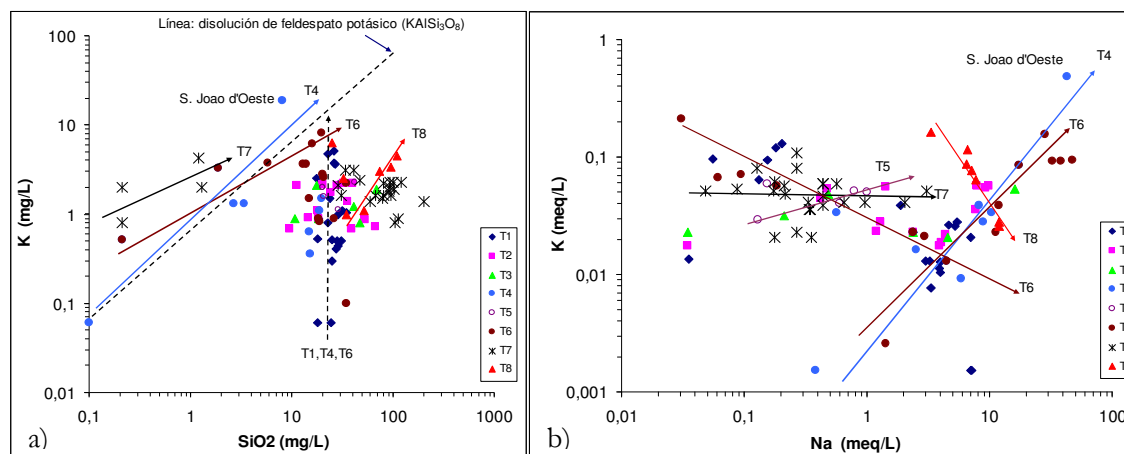 Línea: disolución de feldespato potásico (KAlSi₃O₈)
100
10
1
0,1
0,01
K (mg/L)
T4
S. Joao d'Oeste
T6
T7
T8
T1,T4,T6
T1
T2
T3
T4
T5
T6
T7
T8
0,1
1
10
100
1000
SiO2 (mg/L)
a)
1
0,1
0,01
0,001
K (meq/L)
S. Joao d'Oeste
T4
T6
T5
T7
T8
T6
T
T
T
T
T
T
T
T
0,01
0,1
1
10
100
Na (meq/L)
b)